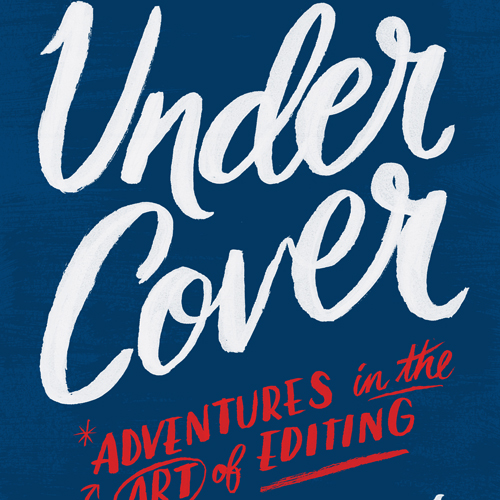 Under
Cover
*ADVENTURES in the
ART of EDITING